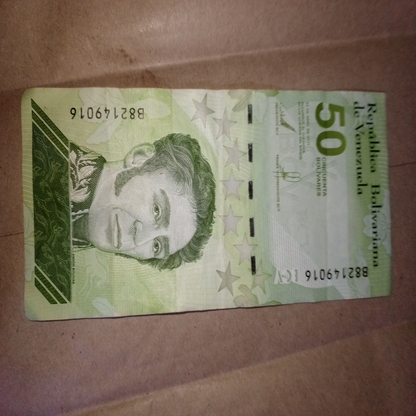 República Bolivariana
de Venezuela
B82149016
50
CINCUENTA
BOLÍVARES
B82149016